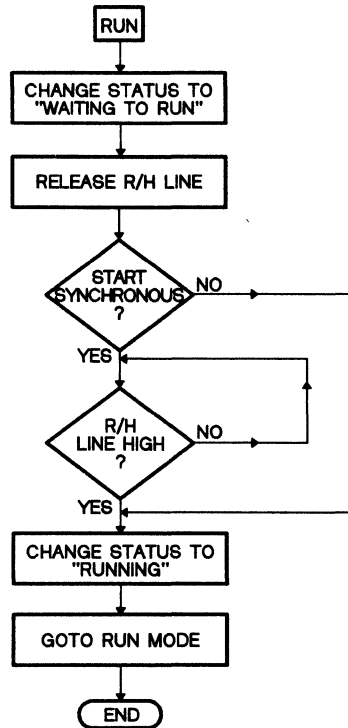 RUN
CHANGE STATUS TO
"WAITING TO RUN"
RELEASE R/H LINE
START
SYNCHRONOUS
?
NO
YES
R/H
LINE HIGH
?
NO
YES
CHANGE STATUS TO
"RUNNING"
GOTO RUN MODE
END